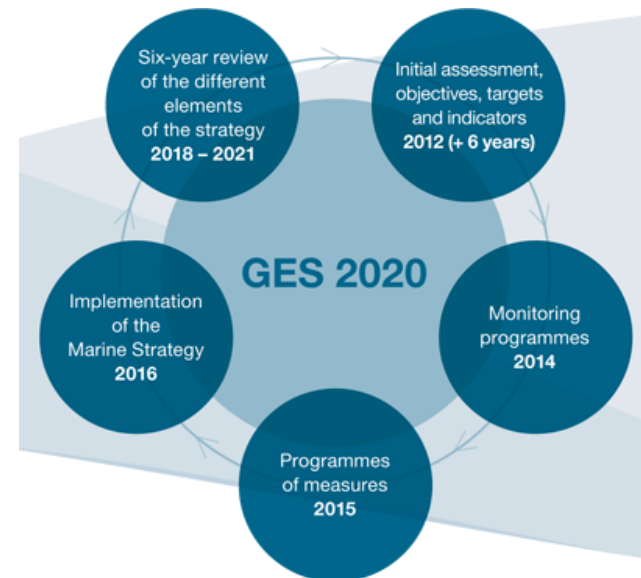 Six-year review
of the different
elements
of the strategy
2018 – 2021
Initial assessment,
objectives, targets
and indicators
2012 (+ 6 years)
GES 2020
Implementation
of the
Marine Strategy
2016
Monitoring
programmes
2014
Programmes
of measures
2015